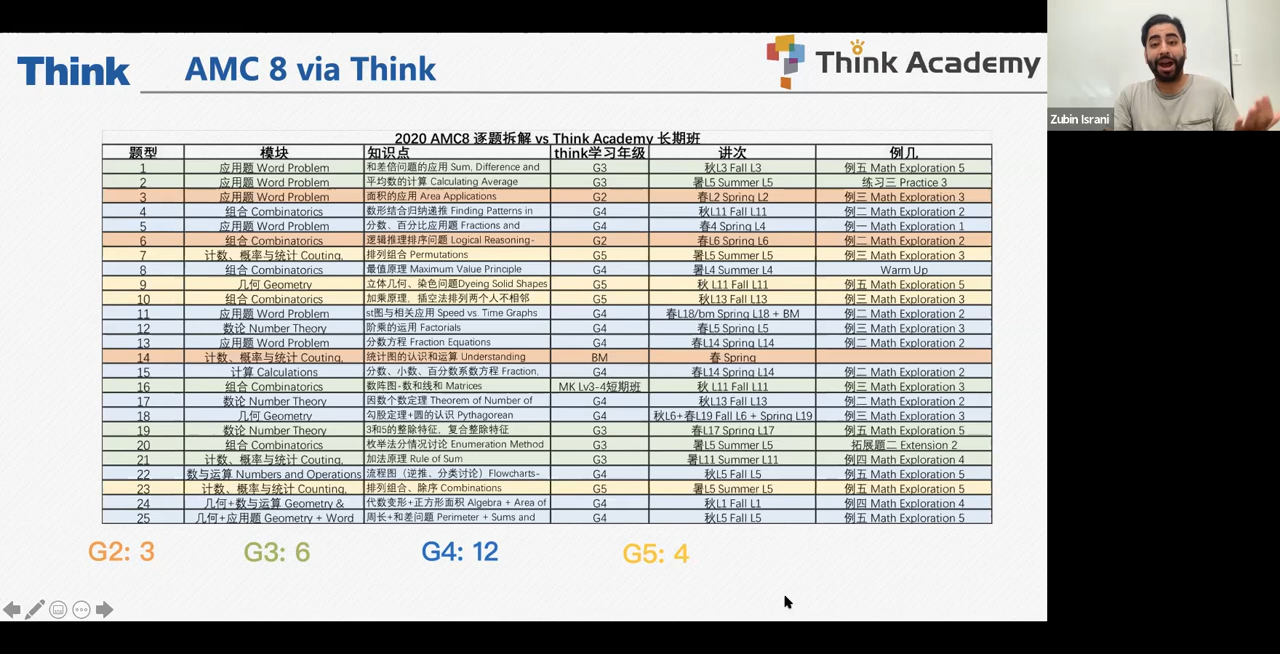 Think
AMC 8 via Think
Think Academy
Zubin Israni
2020 AMC8 逐题拆解 vs Think Academy 长期班
题型 模块 知识点 think学习年级 讲次 例几
1 应用题 Word Problem 和差倍问题的应用 Sum, Difference and G3 秋L3 Fall L3 例五 Math Exploration 5
2 应用题 Word Problem 平均数的计算 Calculating Average G3 暑L5 Summer L5 练习三 Practice 3
3 应用题 Word Problem 面积的应用 Area Applications G2 春L2 Spring L2 例三 Math Exploration 3
4 组合 Combinatorics 数形结合归纳递推 Finding Patterns in G4 秋L11 Fall L11 例二 Math Exploration 2
5 应用题 Word Problem 分数、百分比应用题 Fractions and G4 春4 Spring L4 例一 Math Exploration 1
6 组合 Combinatorics 逻辑推理排序问题 Logical Reasoning- G2 春L6 Spring L6 例二 Math Exploration 2
7 计数、概率与统计 Couting, 排列组合 Permutations G5 暑L5 Summer L5 例三 Math Exploration 3
8 组合 Combinatorics 最值原理 Maximum Value Principle G4 暑L4 Summer L4 Warm Up
9 几何 Geometry 立体几何、染色问题Dyeing Solid Shapes G5 秋 L11 Fall L11 例五 Math Exploration 5
10 组合 Combinatorics 加乘原理，插空法排列两个人不相邻 G5 秋L13 Fall L13 例三 Math Exploration 3
11 应用题 Word Problem st图与相关应用 Speed vs. Time Graphs G4 春L18/bm Spring L18 + BM 例二 Math Exploration 2
12 数论 Number Theory 阶乘的运用 Factorials G4 春L5 Spring L5 例三 Math Exploration 3
13 应用题 Word Problem 分数方程 Fraction Equations G4 春L14 Spring L14 例二 Math Exploration 2
14 计数、概率与统计 Couting, 统计图的认识和运算 Understanding BM 春 Spring
15 计算 Calculations 分数、小数、百分数系数方程 Fraction, G4 春L14 Spring L14 例二 Math Exploration 2
16 组合 Combinatorics 数阵图-数和线和 Matrices MK Lv3-4短期班 秋 L11 Fall L11 例三 Math Exploration 3
17 数论 Number Theory 因数个数定理 Theorem of Number of G4 秋L13 Fall L13 例二 Math Exploration 2
18 几何 Geometry 勾股定理+圆的认识 Pythagorean G4 秋L6+春L19 Fall L6 + Spring L19 例三 Math Exploration 3
19 数论 Number Theory 3和5的整除特征，复合整除特征 G3 春L17 Spring L17 例五 Math Exploration 5
20 组合 Combinatorics 枚举法分情况讨论 Enumeration Method G3 暑L5 Summer L5 拓展题二 Extension 2
21 计数、概率与统计 Couting, 加法原理 Rule of Sum G3 暑L11 Summer L11 例四 Math Exploration 4
22 数与运算 Numbers and Operations 流程图（逆推、分类讨论）Flowcharts- G4 秋L5 Fall L5 例五 Math Exploration 5
23 计数、概率与统计 Counting, 排列组合、除序 Combinations G5 暑L5 Summer L5 例五 Math Exploration 5
24 几何+数与运算 Geometry & 代数变形+正方形面积 Algebra + Area of G4 秋L1 Fall L1 例四 Math Exploration 4
25 几何+应用题 Geometry + Word 周长+和差问题 Perimeter + Sums and G4 秋L5 Fall L5 例五 Math Exploration 5
G2: 3 G3: 6 G4: 12 G5: 4